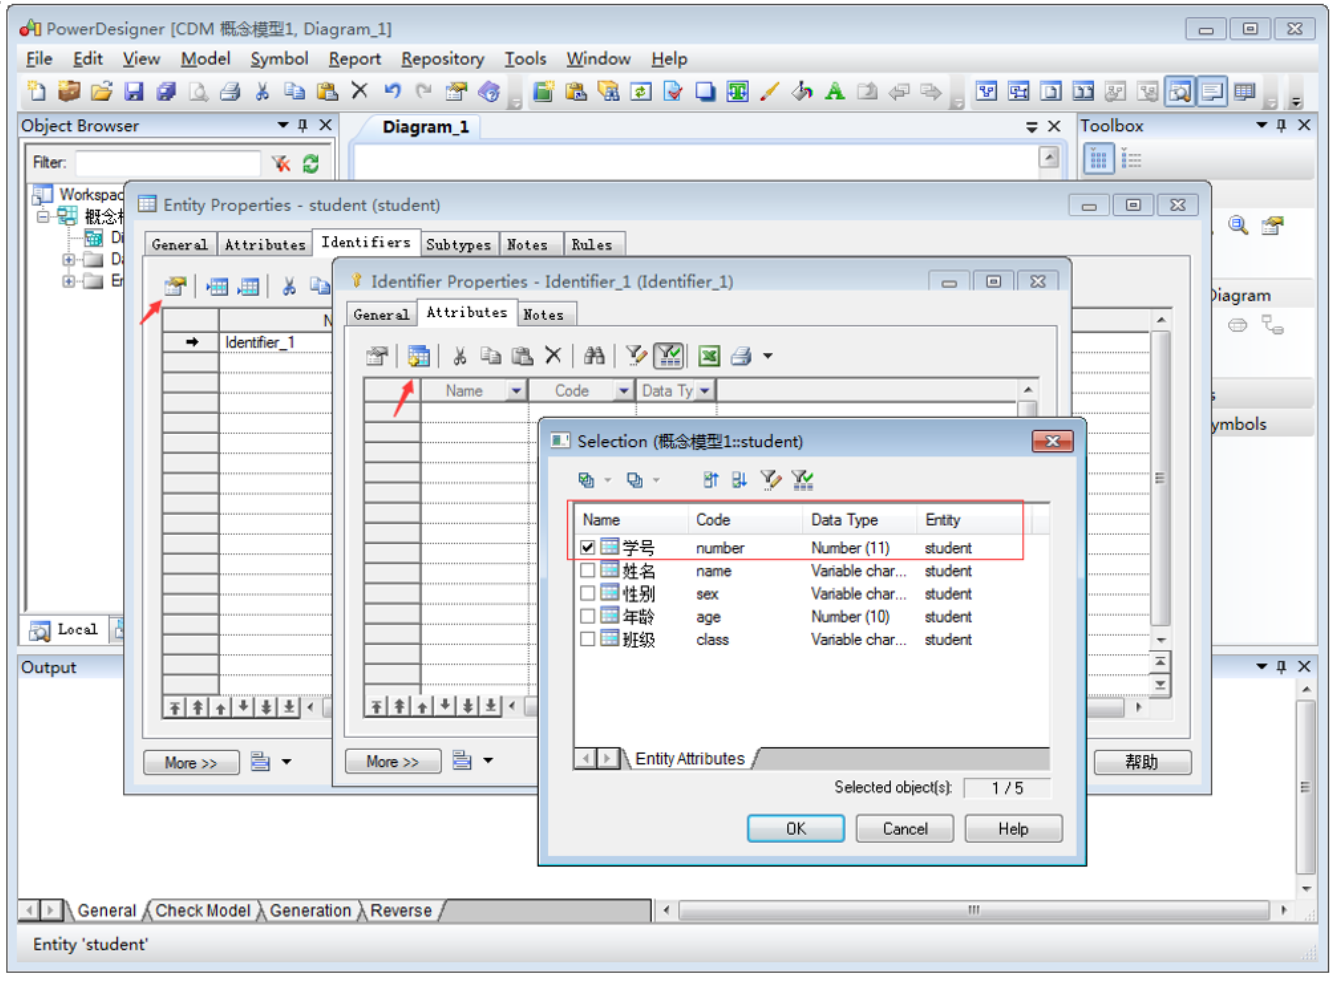 PowerDesigner [CDM 概念模型1, Diagram_1]
File Edit View Model Symbol Report Repository Tools Window Help
Object Browser
Diagram_1
Toolbox
Filter:
Workspac
Entity Properties - student (student)
概念
Di
General Attributes Identifiers Subtypes Notes Rules
Da
En
Identifier Properties - Identifier_1 (Identifier_1)
Diagram
General Attributes Notes
N
Identifier_1
Name Code Data Ty
s
ymbols
Selection (概念模型1::student)
Name Code Data Type Entity
学号 number Number (11) student
姓名 name Variable char... student
性别 sex Variable char... student
年龄 age Number (10) student
班级 class Variable char... student
Local
Output
Entity Attributes
More >>
More >>
帮助
Selected object(s): 1 / 5
OK Cancel Help
General Check Model Generation Reverse
Entity 'student'